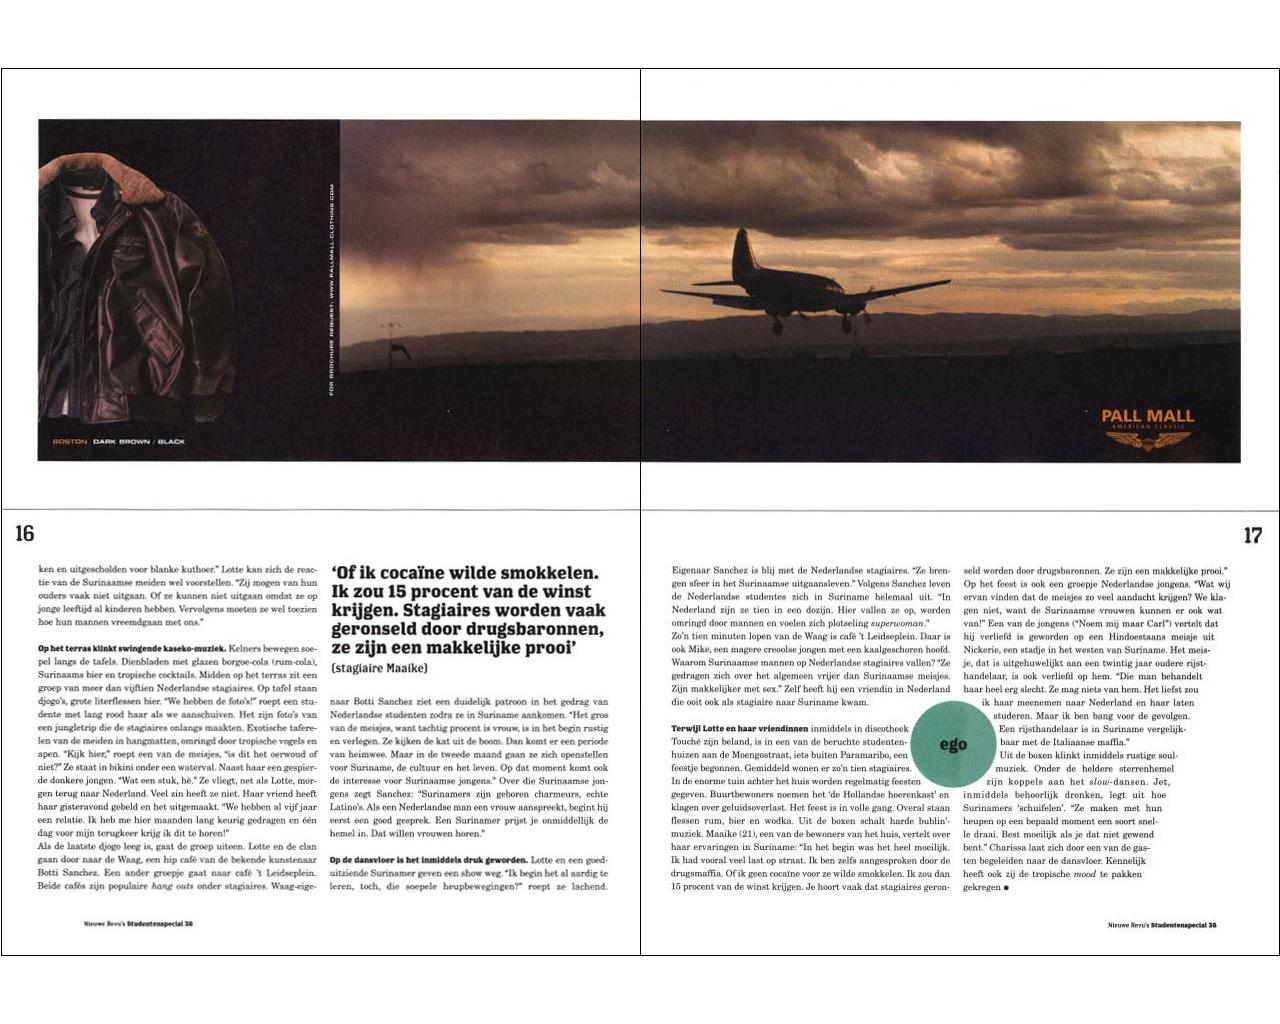 FOR BROCHURE REQUEST: WWW.PALLMALL-CLOTHING.COM
BOSTON DARK BROWN / BLACK
PALL MALL
AMERICAN CLASSIC
16
ken en uitgescholden voor blanke kuthoer.” Lotte kan zich de reac-
tie van de Surinaamse meiden wel voorstellen. “Zij mogen van hun
ouders vaak niet uitgaan. Of ze kunnen niet uitgaan omdat ze op
jonge leeftijd al kinderen hebben. Vervolgens moeten ze wel toezien
hoe hun mannen vreemdgaan met ons.”
Op het terras klinkt swingende kaseko-muziek. Kelners bewegen soe-
pel langs de tafels. Dienbladen met glazen borgoe-cola (rum-cola),
Surinaams bier en tropische cocktails. Midden op het terras zit een
groep van meer dan vijftien Nederlandse stagiaires. Op tafel staan
djogo’s, grote literflessen bier. “We hebben de foto’s!” roept een stu-
dente met lang rood haar als we aanschuiven. Het zijn foto’s van
een jungletrip die de stagiaires onlangs maakten. Exotische tafere-
len van de meiden in hangmatten, omringd door tropische vogels en
apen. “Kijk hier,” roept een van de meisjes, “is dit het oerwoud of
niet?” Ze staat in bikini onder een waterval. Naast haar een gespier-
de donkere jongen. “Wat een stuk, hè.” Ze vliegt, net als Lotte, mor-
gen terug naar Nederland. Veel zin heeft ze niet. Haar vriend heeft
haar gisteravond gebeld en het uitgemaakt. “We hebben al vijf jaar
een relatie. Ik heb me hier maanden lang keurig gedragen en één
dag voor mijn terugkeer krijg ik dit te horen!”
Als de laatste djogo leeg is, gaat de groep uiteen. Lotte en de clan
gaan door naar de Waag, een hip café van de bekende kunstenaar
Botti Sanchez. Een ander groepje gaat naar café ’t Leidseplein.
Beide cafés zijn populaire hang outs onder stagiaires. Waag-eige-
‘Of ik cocaïne wilde smokkelen.
Ik zou 15 procent van de winst
krijgen. Stagiaires worden vaak
geronseld door drugsbaronnen,
ze zijn een makkelijke prooi’
(stagiaire Maaike)
naar Botti Sanchez ziet een duidelijk patroon in het gedrag van
Nederlandse studenten zodra ze in Suriname aankomen. “Het gros
van de meisjes, want tachtig procent is vrouw, is in het begin rustig
en verlegen. Ze kijken de kat uit de boom. Dan komt er een periode
van heimwee. Maar in de tweede maand gaan ze zich openstellen
voor Suriname, de cultuur en het leven. Op dat moment komt ook
de interesse voor Surinaamse jongens.” Over die Surinaamse jon-
gens zegt Sanchez: “Surinamers zijn geboren charmeurs, echte
Latino’s. Als een Nederlandse man een vrouw aanspreekt, begint hij
eerst een goed gesprek. Een Surinamer prijst je onmiddellijk de
hemel in. Dat willen vrouwen horen.”
Op de dansvloer is het inmiddels druk geworden. Lotte en een goed-
uitziende Surinamer geven een show weg. “Ik begin het al aardig te
leren, toch, die soepele heupbewegingen?” roept ze lachend.
Nieuwe Revu’s Studentenspecial 36
17
Eigenaar Sanchez is blij met de Nederlandse stagiaires. “Ze bren-
gen sfeer in het Surinaamse uitgaansleven.” Volgens Sanchez leven
de Nederlandse studentes zich in Suriname helemaal uit. “In
Nederland zijn ze tien in een dozijn. Hier vallen ze op, worden
omringd door mannen en voelen zich plotseling superwoman.”
Zo’n tien minuten lopen van de Waag is café ’t Leidseplein. Daar is
ook Mike, een magere creoolse jongen met een kaalgeschoren hoofd.
Waarom Surinaamse mannen op Nederlandse stagiaires vallen? “Ze
gedragen zich over het algemeen vrijer dan Surinaamse meisjes.
Zijn makkelijker met sex.” Zelf heeft hij een vriendin in Nederland
die ooit ook als stagiaire naar Suriname kwam.
Terwijl Lotte en haar vriendinnen inmiddels in discotheek
Touché zijn beland, is in een van de beruchte studenten-
huizen aan de Moengostraat, iets buiten Paramaribo, een
feestje begonnen. Gemiddeld wonen er zo’n tien stagiaires.
In de enorme tuin achter het huis worden regelmatig feesten
gegeven. Buurtbewoners noemen het ‘de Hollandse hoerenkast’ en
klagen over geluidsoverlast. Het feest is in volle gang. Overal staan
flessen rum, bier en wodka. Uit de boxen schalt harde bublin’-
muziek. Maaike (21), een van de bewoners van het huis, vertelt over
haar ervaringen in Suriname: “In het begin was het heel moeilijk.
Ik had vooral veel last op straat. Ik ben zelfs aangesproken door de
drugsmaffia. Of ik geen cocaïne voor ze wilde smokkelen. Ik zou dan
15 procent van de winst krijgen. Je hoort vaak dat stagiaires geron-
ego
seld worden door drugsbaronnen. Ze zijn een makkelijke prooi.”
Op het feest is ook een groepje Nederlandse jongens. “Wat wij
ervan vinden dat de meisjes zo veel aandacht krijgen? We kla-
gen niet, want de Surinaamse vrouwen kunnen er ook wat
van!” Een van de jongens (“Noem mij maar Carl”) vertelt dat
hij verliefd is geworden op een Hindoestaans meisje uit
Nickerie, een stadje in het westen van Suriname. Het meis-
je, dat is uitgehuwelijkt aan een twintig jaar oudere rijst-
handelaar, is ook verliefd op hem. “Die man behandelt
haar heel erg slecht. Ze mag niets van hem. Het liefst zou
ik haar meenemen naar Nederland en haar laten
studeren. Maar ik ben bang voor de gevolgen.
Een rijsthandelaar is in Suriname vergelijk-
baar met de Italiaanse maffia.”
Uit de boxen klinkt inmiddels rustige soul-
muziek. Onder de heldere sterrenhemel
zijn koppels aan het slow-dansen. Jet,
inmiddels behoorlijk dronken, legt uit hoe
Surinamers ‘schuifelen’. “Ze maken met hun
heupen op een bepaald moment een soort snel-
le draai. Best moeilijk als je dat niet gewend
bent.” Charissa laat zich door een van de gas-
ten begeleiden naar de dansvloer. Kennelijk
heeft ook zij de tropische mood te pakken
gekregen ●
Nieuwe Revu’s Studentenspecial 36